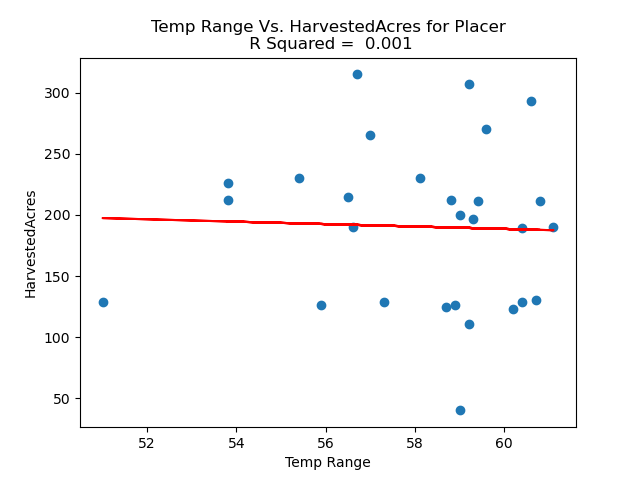 Temp Range Vs. HarvestedAcres for Placer
R Squared =  0.001
300
250
200
150
100
50
HarvestedAcres
52 54 56 58 60
Temp Range